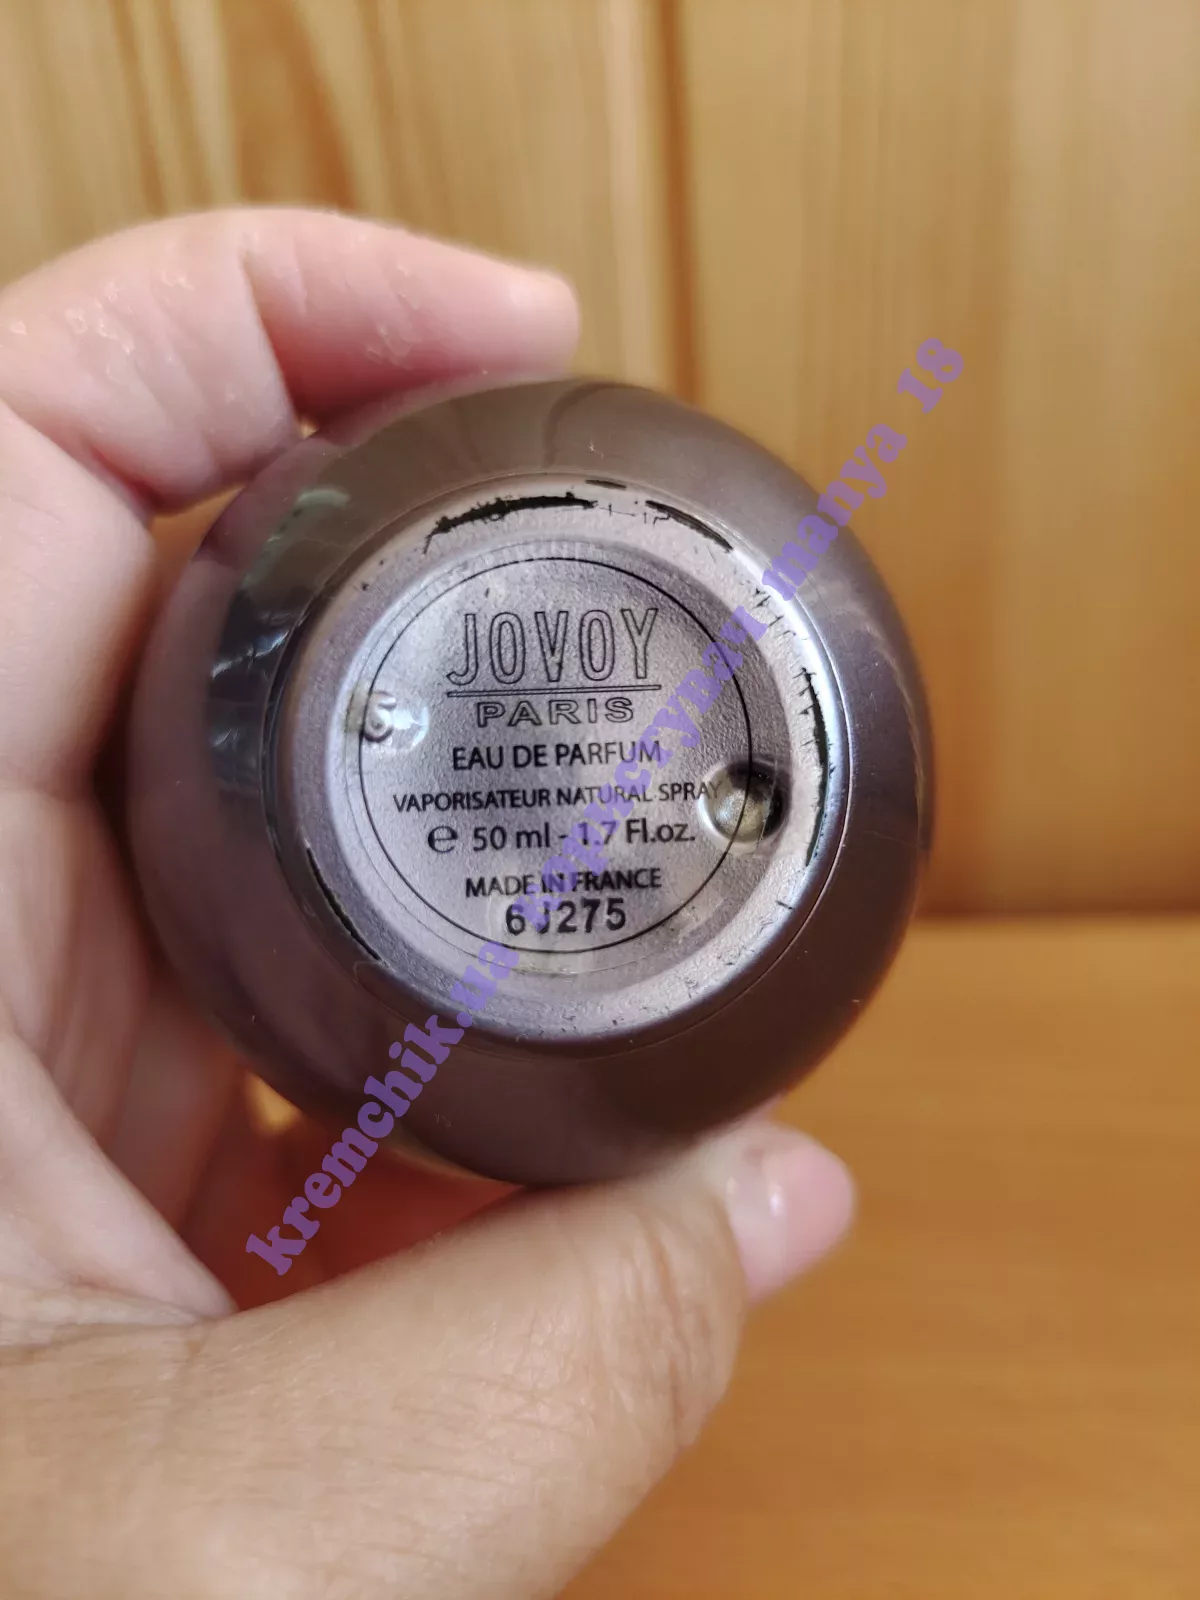 JOVOY
PARIS
EAU DE PARFUM
VAPORISATEUR NATURAL SPRAY
℮ 50 ml - 1.7 Fl.oz.
MADE IN FRANCE
kremchik.ua користувач manya 18